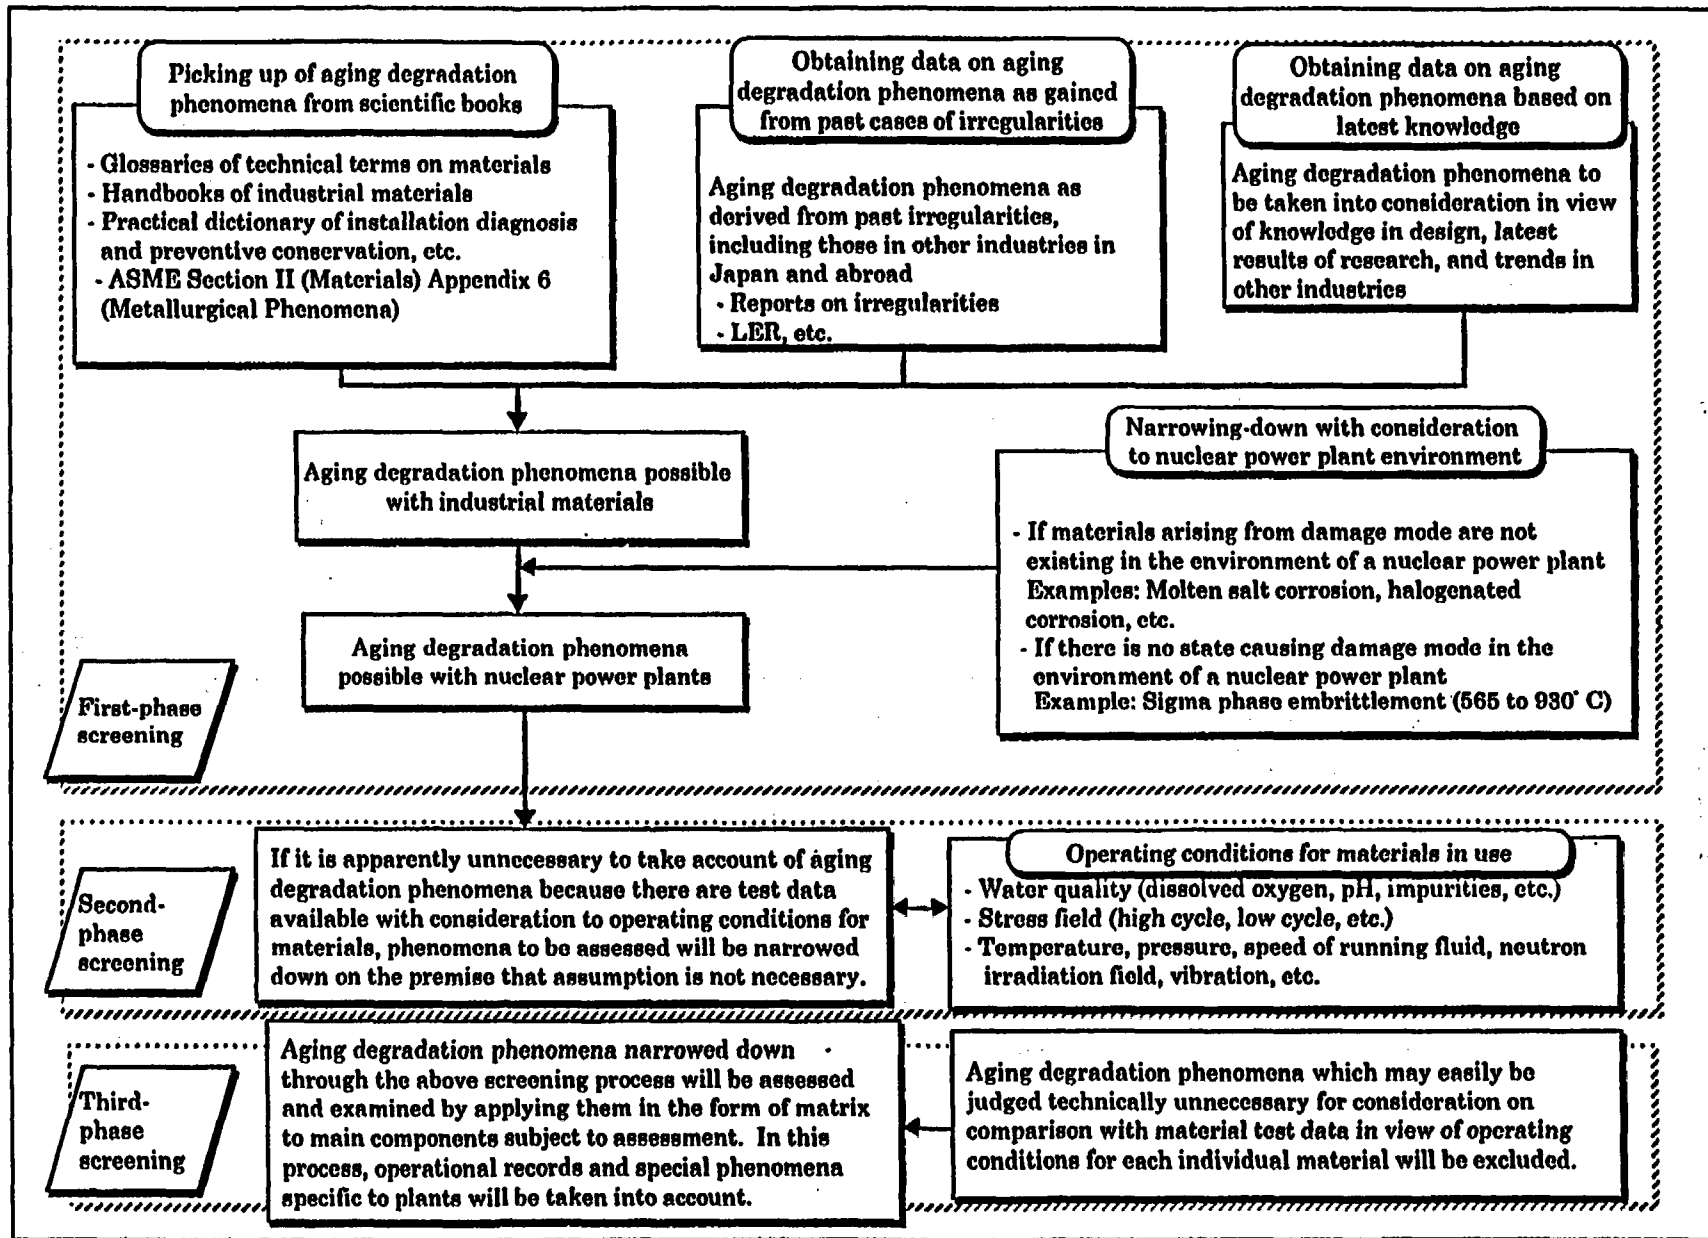 Picking up of aging degradation
phenomena from scientific books
- Glossaries of technical terms on materials
- Handbooks of industrial materials
- Practical dictionary of installation diagnosis
and preventive conservation, etc.
- ASME Section II (Materials) Appendix 6
(Metallurgical Phenomena)
Obtaining data on aging
degradation phenomena as gained
from past cases of irregularities
Aging degradation phenomena as
derived from past irregularities,
including those in other industries in
Japan and abroad
- Reports on irregularities
- LER, etc.
Obtaining data on aging
degradation phenomena based on
latest knowledge
Aging degradation phenomena to
be taken into consideration in view
of knowledge in design, latest
results of research, and trends in
other industries
Aging degradation phenomena possible
with industrial materials
Narrowing-down with consideration
to nuclear power plant environment
- If materials arising from damage mode are not
existing in the environment of a nuclear power plant
Examples: Molten salt corrosion, halogenated
corrosion, etc.
- If there is no state causing damage mode in the
environment of a nuclear power plant
Example: Sigma phase embrittlement (565 to 930° C)
Aging degradation phenomena
possible with nuclear power plants
First-phase
screening
Second-
phase
screening
If it is apparently unnecessary to take account of aging
degradation phenomena because there are test data
available with consideration to operating conditions for
materials, phenomena to be assessed will be narrowed
down on the premise that assumption is not necessary.
Operating conditions for materials in use
- Water quality (dissolved oxygen, pH, impurities, etc.)
- Stress field (high cycle, low cycle, etc.)
- Temperature, pressure, speed of running fluid, neutron
irradiation field, vibration, etc.
Third-
phase
screening
Aging degradation phenomena narrowed down
through the above screening process will be assessed
and examined by applying them in the form of matrix
to main components subject to assessment. In this
process, operational records and special phenomena
specific to plants will be taken into account.
Aging degradation phenomena which may easily be
judged technically unnecessary for consideration on
comparison with material test data in view of operating
conditions for each individual material will be excluded.